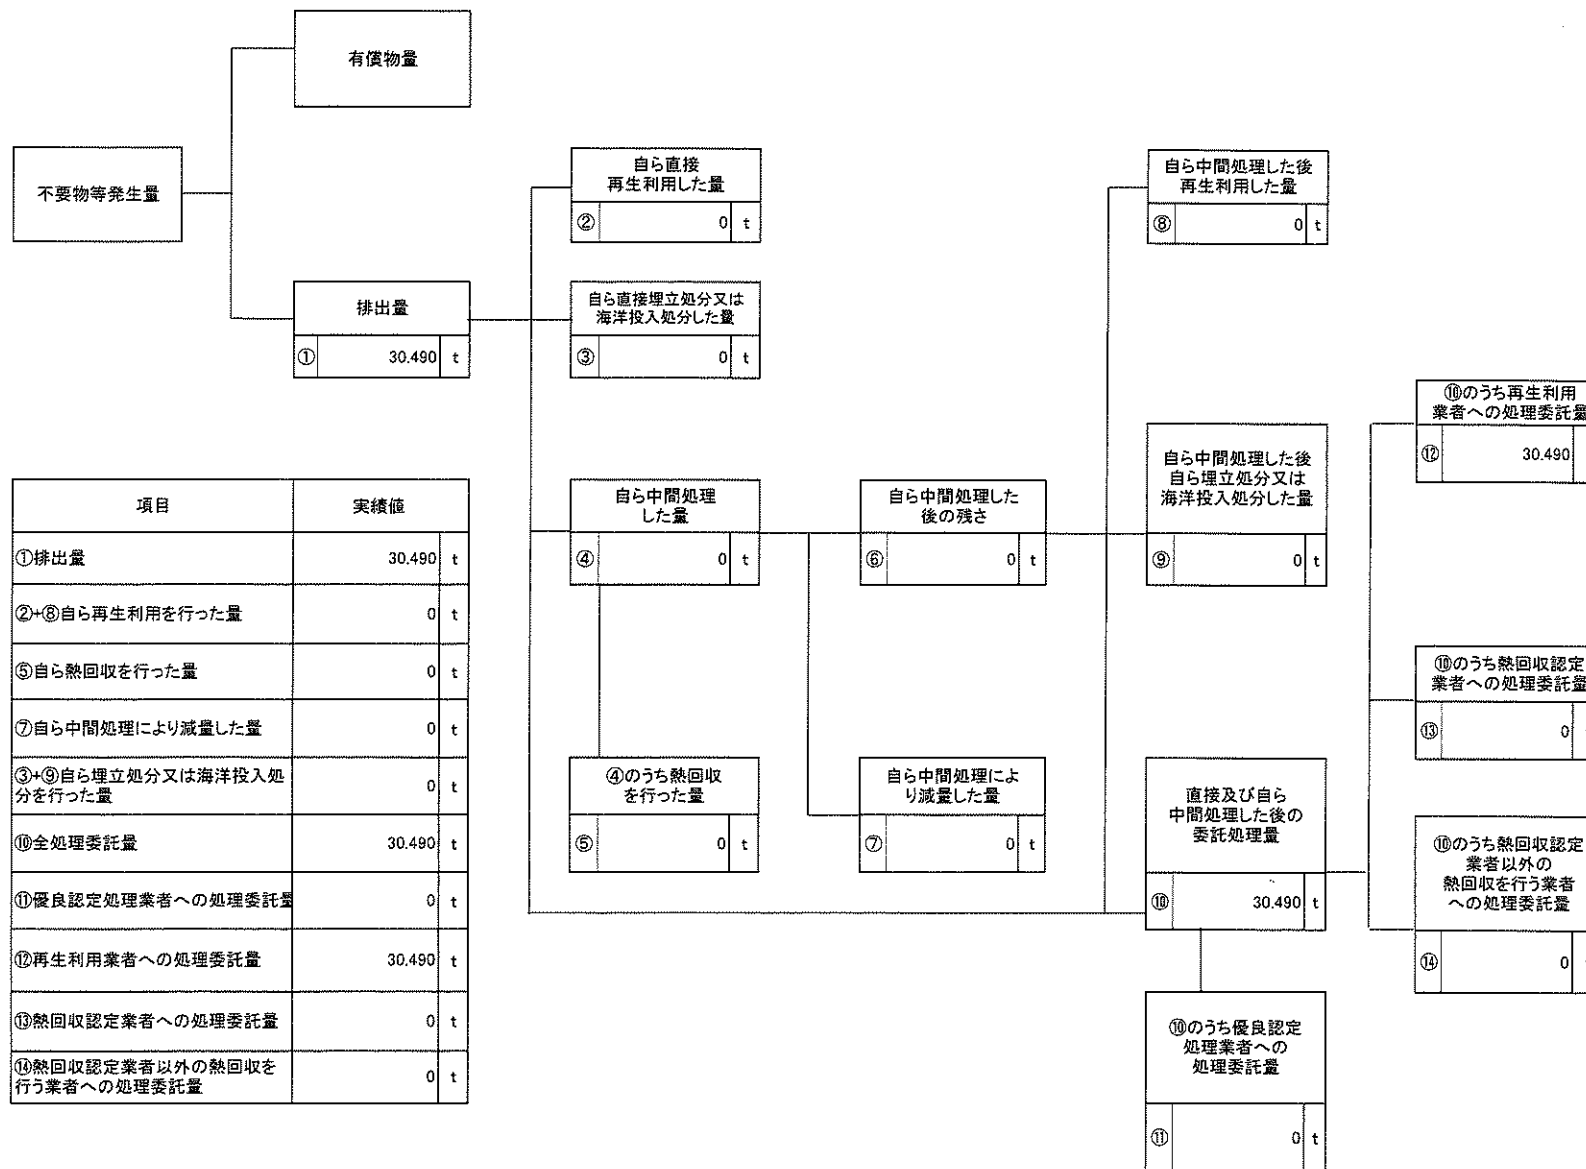 有償物量
不要物等発生量
排出量
① 30.490 t
自ら直接
再生利用した量
② 0 t
自ら直接埋立処分又は
海洋投入処分した量
③ 0 t
自ら中間処理
した量
④ 0 t
④のうち熱回収
を行った量
⑤ 0 t
自ら中間処理した
後の残さ
⑥ 0 t
自ら中間処理によ
り減量した量
⑦ 0 t
自ら中間処理した後
再生利用した量
⑧ 0 t
自ら中間処理した後
自ら埋立処分又は
海洋投入処分した量
⑨ 0 t
直接及び自ら
中間処理した後の
委託処理量
⑩ 30.490 t
⑩のうち優良認定
処理業者への
処理委託量
⑪ 0 t
⑩のうち再生利用
業者への処理委託量
⑫ 30.490
⑩のうち熱回収認定
業者への処理委託量
⑬ 0
⑩のうち熱回収認定
業者以外の
熱回収を行う業者
への処理委託量
⑭ 0
項目 実績値
①排出量 30.490 t
②+⑧自ら再生利用を行った量 0 t
⑤自ら熱回収を行った量 0 t
⑦自ら中間処理により減量した量 0 t
③+⑨自ら埋立処分又は海洋投入処
分を行った量 0 t
⑩全処理委託量 30.490 t
⑪優良認定処理業者への処理委託量 0 t
⑫再生利用業者への処理委託量 30.490 t
⑬熱回収認定業者への処理委託量 0 t
⑭熱回収認定業者以外の熱回収を
行う業者への処理委託量 0 t